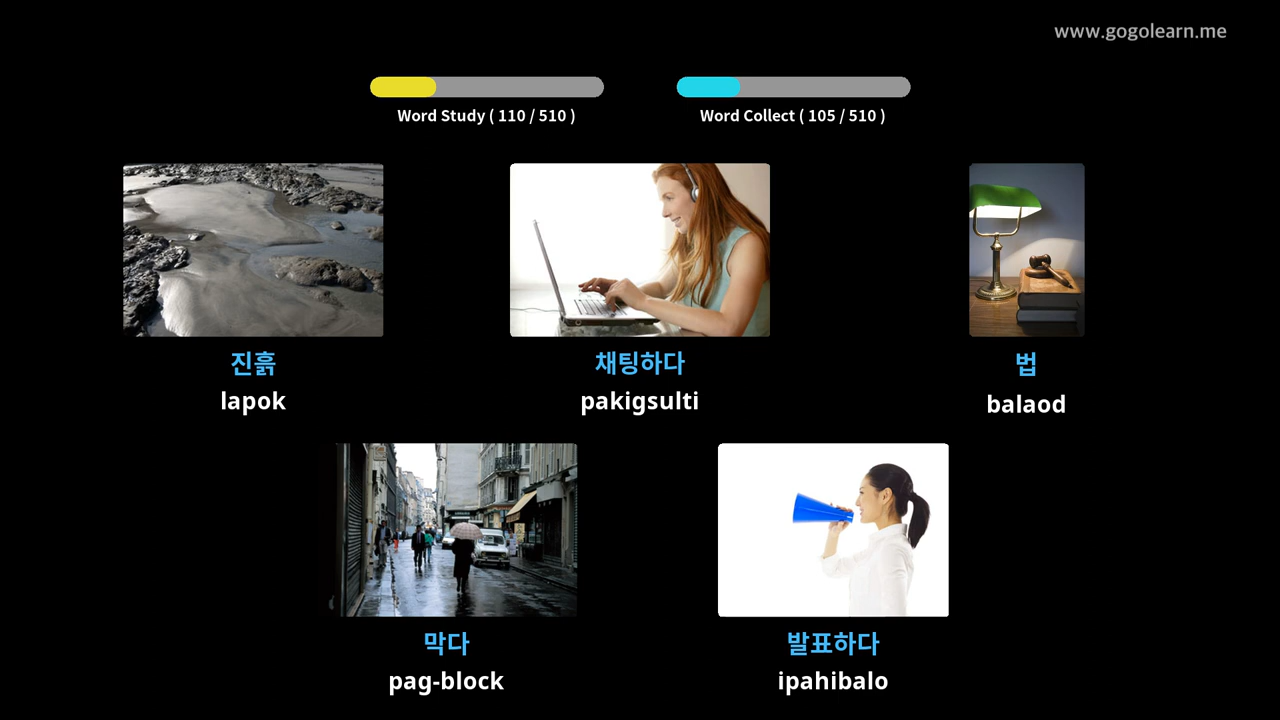 www.gogolearn.me
Word Study ( 110 / 510 )
Word Collect ( 105 / 510 )
진흙
lapok
채팅하다
pakigsulti
법
balaod
막다
pag-block
발표하다
ipahibalo